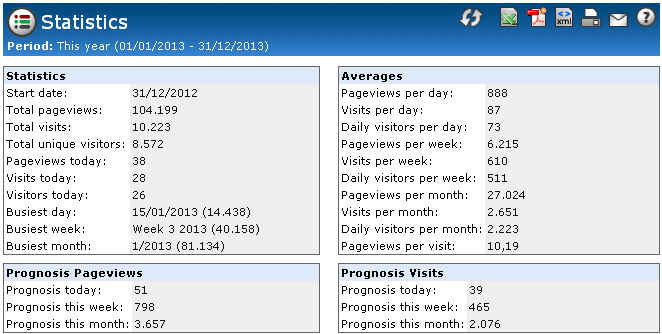 Statistics
Period: This year (01/01/2013 - 31/12/2013)
xml
Statistics
Start date: 31/12/2012
Total pageviews: 104.199
Total visits: 10.223
Total unique visitors: 8.572
Pageviews today: 38
Visits today: 28
Visitors today: 26
Busiest day: 15/01/2013 (14.438)
Busiest week: Week 3 2013 (40.158)
Busiest month: 1/2013 (81.134)
Averages
Pageviews per day: 888
Visits per day: 87
Daily visitors per day: 73
Pageviews per week: 6.215
Visits per week: 610
Daily visitors per week: 511
Pageviews per month: 27.024
Visits per month: 2.651
Daily visitors per month: 2.223
Pageviews per visit: 10,19
Prognosis Pageviews
Prognosis today: 51
Prognosis this week: 798
Prognosis this month: 3.657
Prognosis Visits
Prognosis today: 39
Prognosis this week: 465
Prognosis this month: 2.076